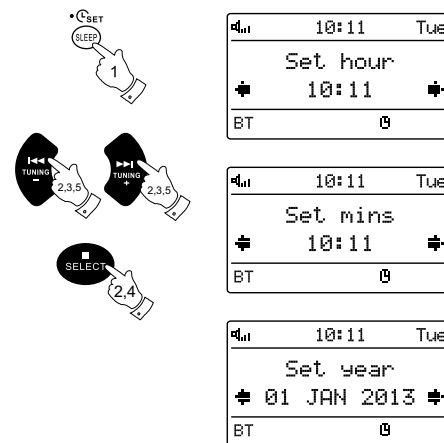 SET
SLEEP
1
TUNING
−
2,3,5
TUNING
+
2,3,5
SELECT
2,4
10:11 Tue
Set hour
10:11
BT
10:11 Tue
Set mins
10:11
BT
10:11 Tue
Set year
01 JAN 2013
BT